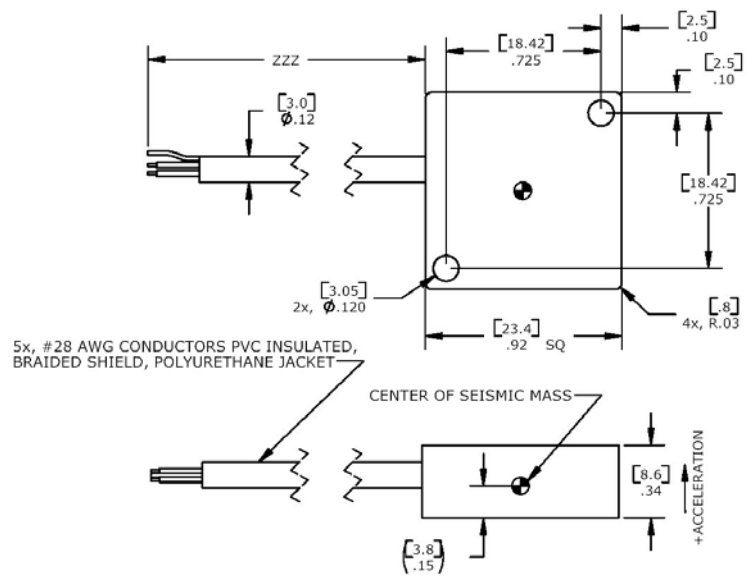 [2.5]
.10
[18.42]
.725
[2.5]
.10
ZZZ
[3.0]
Ø.12
[18.42]
.725
[3.05]
2x, Ø.120
[.8]
4x, R.03
[23.4]
.92 SQ
5x, #28 AWG CONDUCTORS PVC INSULATED,
BRAIDED SHIELD, POLYURETHANE JACKET
CENTER OF SEISMIC MASS
[8.6]
.34
+ACCELERATION
([3.8]
.15)